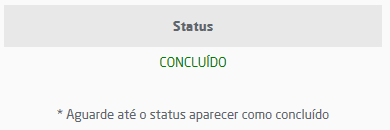 Status
CONCLUÍDO
* Aguarde até o status aparecer como concluído